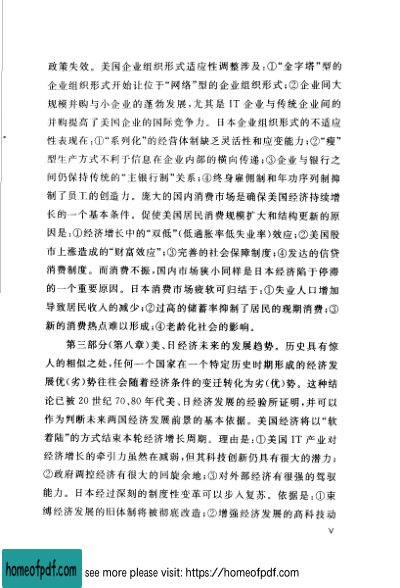 政策失效。美国企业组织形式适应性调整涉及:①“金字塔”型的
企业组织形式开始让位于“网络”型的企业组织形式;②企业间大
规模并购与小企业的蓬勃发展,尤其是 IT 企业与传统企业间的
并购提高了美国企业的国际竞争力。日本企业组织形式的不适应
性表现在:①“系列化”的经营体制缺乏灵活性和应变能力;②“瘦”
型生产方式不利于信息在企业内部的横向传递;③企业与银行之
间仍保持传统的“主银行制”关系;④终身雇佣制和年功序列制抑
制了员工的创造力。庞大的国内消费市场是确保美国经济持续增
长的一个基本条件。促使美国居民消费规模扩大和结构更新的原
因是:①经济增长中的“双低”(低通胀率低失业率)效应;②美国股
市上涨造成的“财富效应”;③完善的社会保障制度;④发达的信贷
消费制度。而消费不振,国内市场狭小同样是日本经济陷于停滞
的一个重要原因。日本消费市场疲软可归结于:①失业人口增加
导致居民收入的减少;②过高的储蓄率抑制了居民的现期消费;③
新的消费热点难以形成;④老龄化社会的影响。
第三部分(第八章)美、日经济未来的发展趋势。历史具有惊
人的相似之处,任何一个国家在一个特定历史时期形成的经济发
展优(劣)势往往会随着经济条件的变迁转化为劣(优)势。这种结
论已被 20 世纪 70、80 年代美、日经济发展的经验所证明,并可以
作为判断未来两国经济发展前景的基本依据。美国经济将以“软
着陆”的方式结束本轮经济增长周期。理由是:①美国 IT 产业对
经济增长的牵引力虽然在减弱,但其科技创新仍具有很大的潜力;
②政府调控经济有很大的回旋余地;③对外部经济有很强的驾驭
能力。日本经过深刻的制度性变革可以步入复苏。依据是:①束
缚经济发展的旧体制将被彻底改造;②增强经济发展的高科技动
V
homeofpdf.com
see more please visit: https://homeofpdf.com